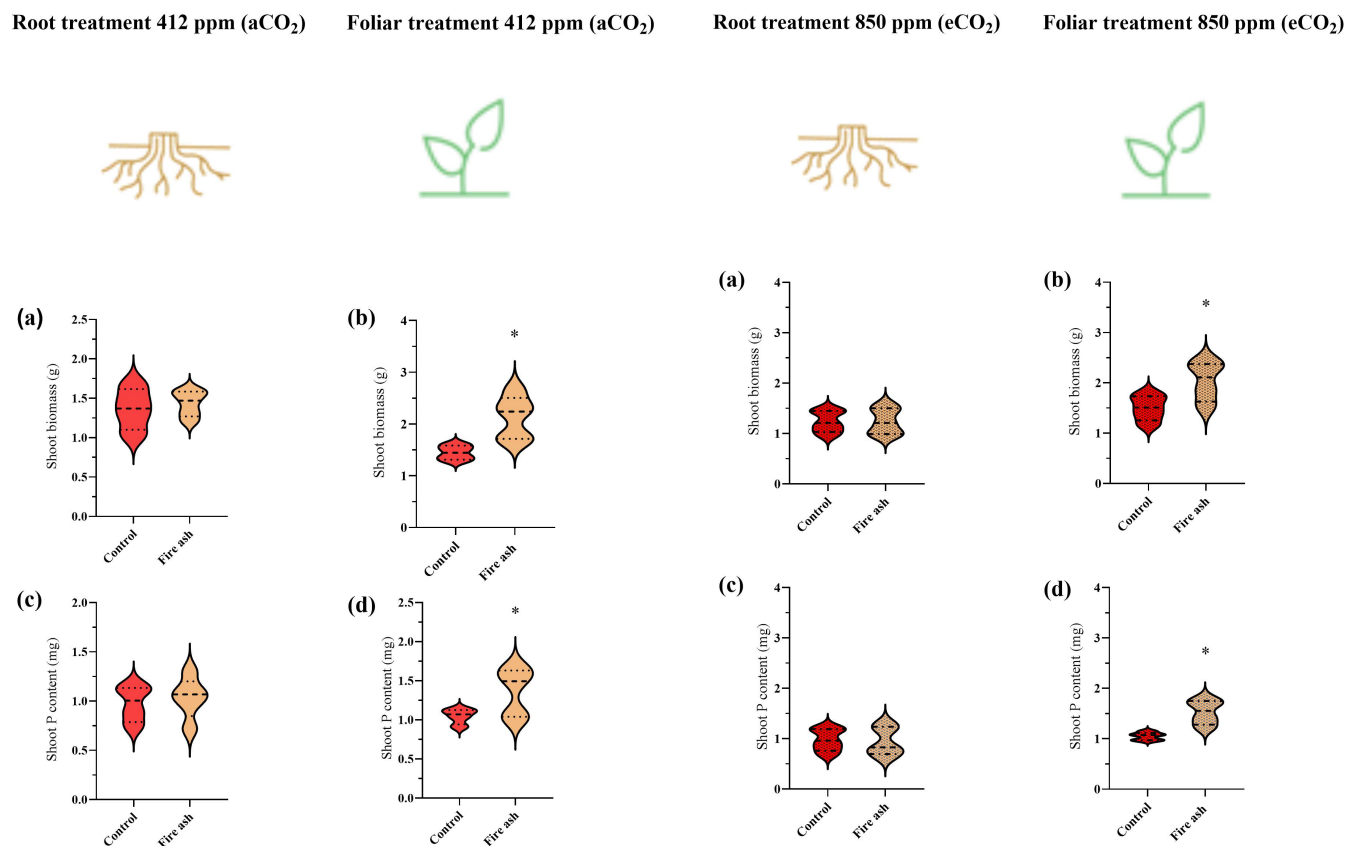 Root treatment 412 ppm (aCO₂)
Foliar treatment 412 ppm (aCO₂)
Root treatment 850 ppm (eCO₂)
Foliar treatment 850 ppm (eCO₂)
(a)
Shoot biomass (g)
2.5
2.0
1.5
1.0
0.5
0.0
Control
Fire ash
(b)
Shoot biomass (g)
4
3
2
1
0
*
Control
Fire ash
(a)
Shoot biomass (g)
4
3
2
1
0
Control
Fire ash
(b)
Shoot biomass (g)
4
3
2
1
0
*
Control
Fire ash
(c)
Shoot P content (mg)
2.0
1.5
1.0
0.5
0.0
Control
Fire ash
(d)
Shoot P content (mg)
2.5
2.0
1.5
1.0
0.5
0.0
*
Control
Fire ash
(c)
Shoot P content (mg)
4
3
2
1
0
Control
Fire ash
(d)
Shoot P content (mg)
4
3
2
1
0
*
Control
Fire ash